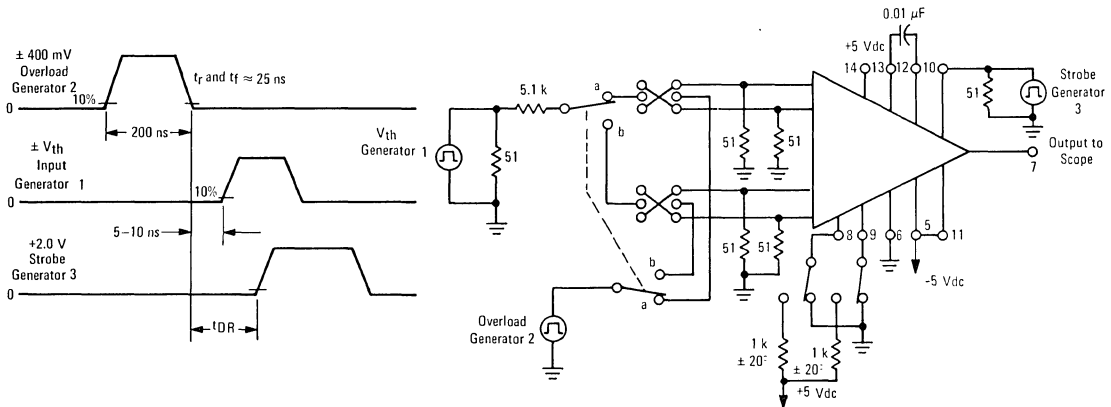 ± 400 mV
Overload
Generator 2
0
10%
tr and tf ≈ 25 ns
200 ns
± Vth
Input
Generator 1
0
10%
5–10 ns
+2.0 V
Strobe
Generator 3
0
tDR
Vth
Generator 1
51
5.1 k
a
b
b
a
Overload
Generator 2
51
51
51
51
0.01 μF
+5 Vdc
14
13
12
10
51
Strobe
Generator
3
Output to
Scope
7
8
9
6
5
11
-5 Vdc
1 k
± 20%
1 k
± 20%
+5 Vdc